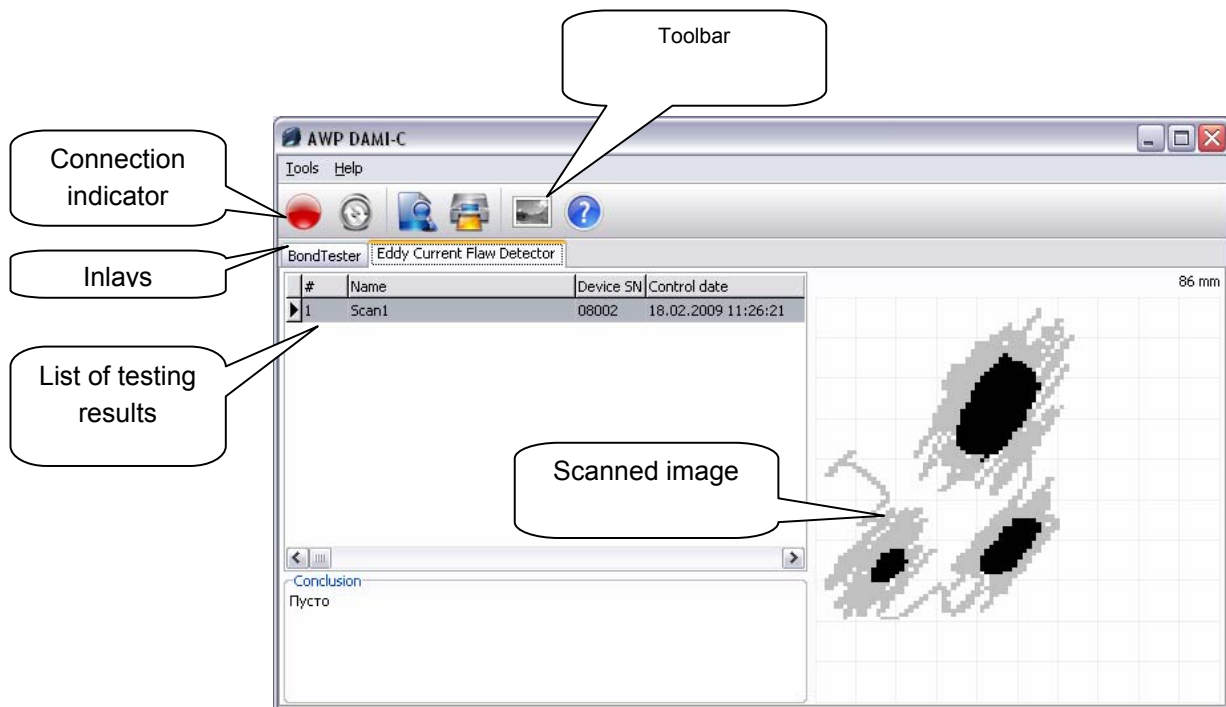 Toolbar
Connection
indicator
AWP DAMI-C
Tools Help
?
Inlays
BondTester Eddy Current Flaw Detector
# Name Device SN Control date
86 mm
1 Scan1 08002 18.02.2009 11:26:21
List of testing
results
Scanned image
Conclusion
Пусто